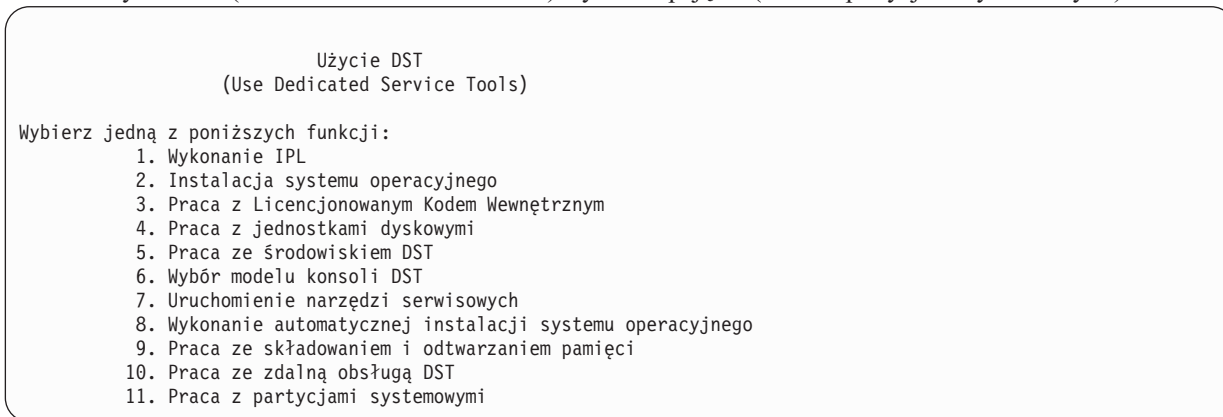 Użycie DST
(Use Dedicated Service Tools)
Wybierz jedną z poniższych funkcji:
1. Wykonanie IPL
2. Instalacja systemu operacyjnego
3. Praca z Licencjonowanym Kodem Wewnętrznym
4. Praca z jednostkami dyskowymi
5. Praca ze środowiskiem DST
6. Wybór modelu konsoli DST
7. Uruchomienie narzędzi serwisowych
8. Wykonanie automatycznej instalacji systemu operacyjnego
9. Praca ze składowaniem i odtwarzaniem pamięci
10. Praca ze zdalną obsługą DST
11. Praca z partycjami systemowymi